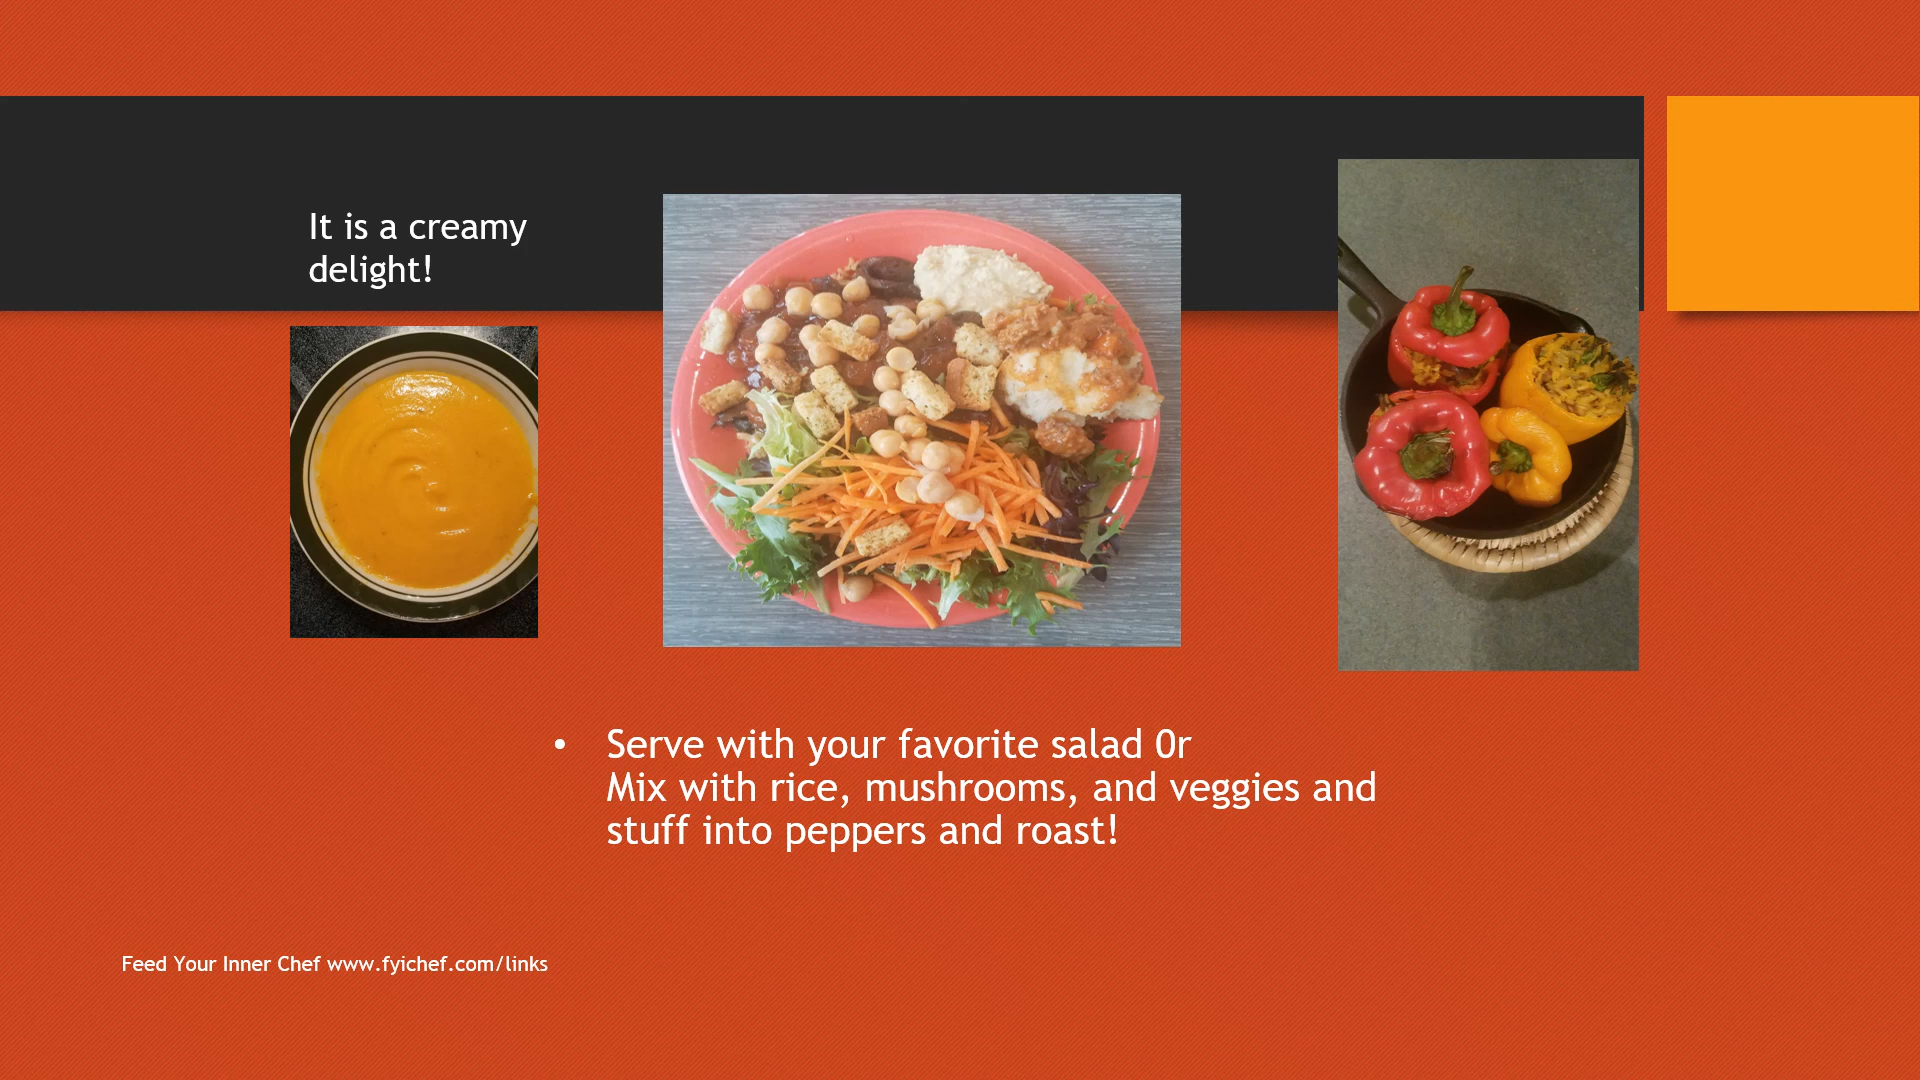 It is a creamy
delight!
• Serve with your favorite salad 0r
Mix with rice, mushrooms, and veggies and
stuff into peppers and roast!
Feed Your Inner Chef www.fyichef.com/links